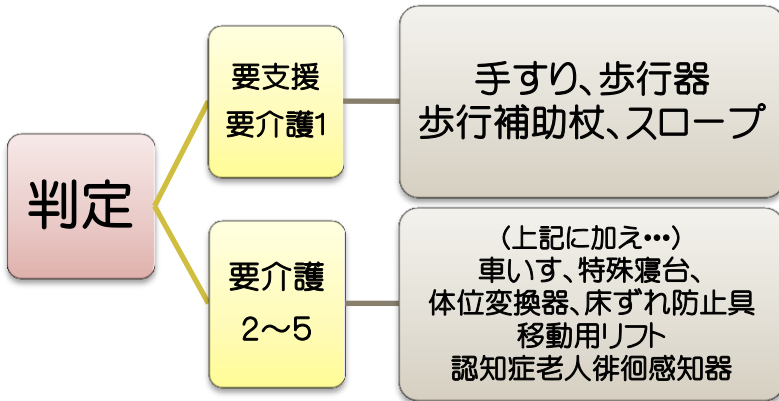 判定
要支援
要介護1
手すり、歩行器
歩行補助杖、スロープ
要介護
2～5
(上記に加え…)
車いす、特殊寝台、
体位変換器、床ずれ防止具
移動用リフト
認知症老人徘徊感知器